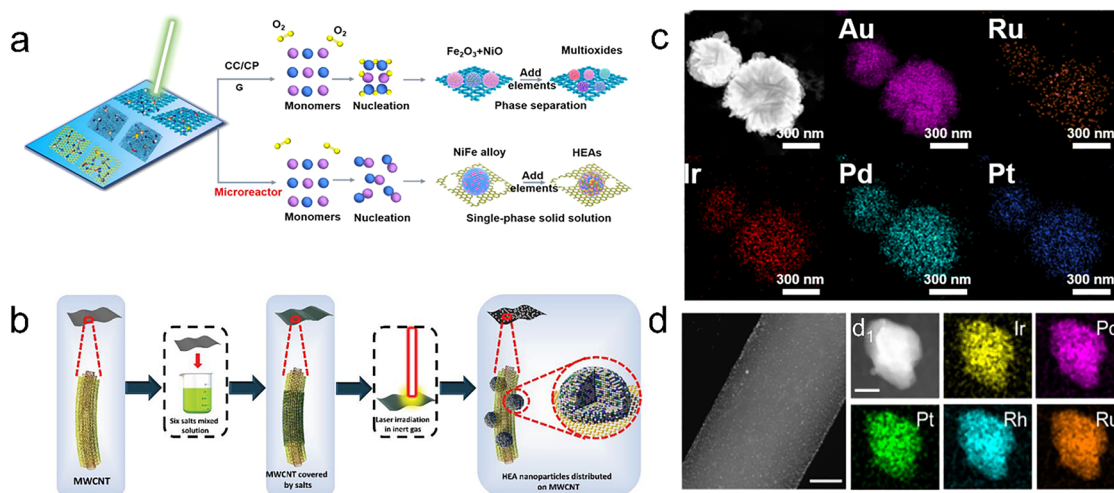 a
O₂
O₂
CC/CP
G
Monomers
Nucleation
Fe₂O₃+NiO
Add
elements
Multioxides
Phase separation
Microreactor
Monomers
Nucleation
NiFe alloy
Add
elements
HEAs
Single-phase solid solution
b
MWCNT
Six salts mixed
solution
MWCNT covered
by salts
Laser irradiation
in inert gas
HEA nanoparticles distributed
on MWCNT
c
300 nm
Au
300 nm
Ru
300 nm
Ir
300 nm
Pd
300 nm
Pt
300 nm
d
d₁
Ir
Pd
Pt
Rh
Ru